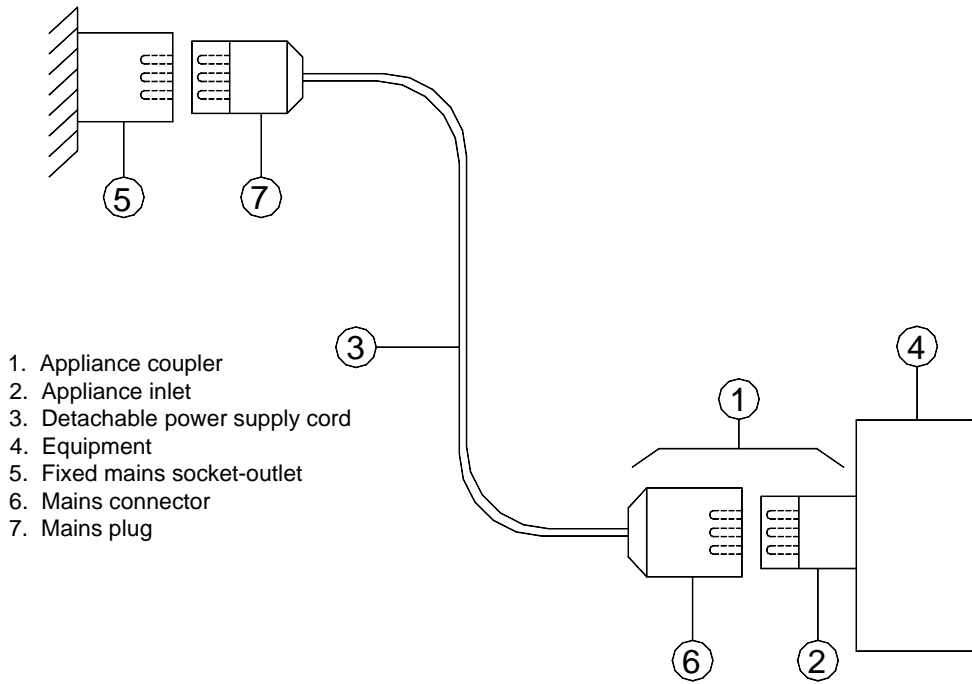 5
7
3
4
1
1. Appliance coupler
2. Appliance inlet
3. Detachable power supply cord
4. Equipment
5. Fixed mains socket-outlet
6. Mains connector
7. Mains plug
6
2